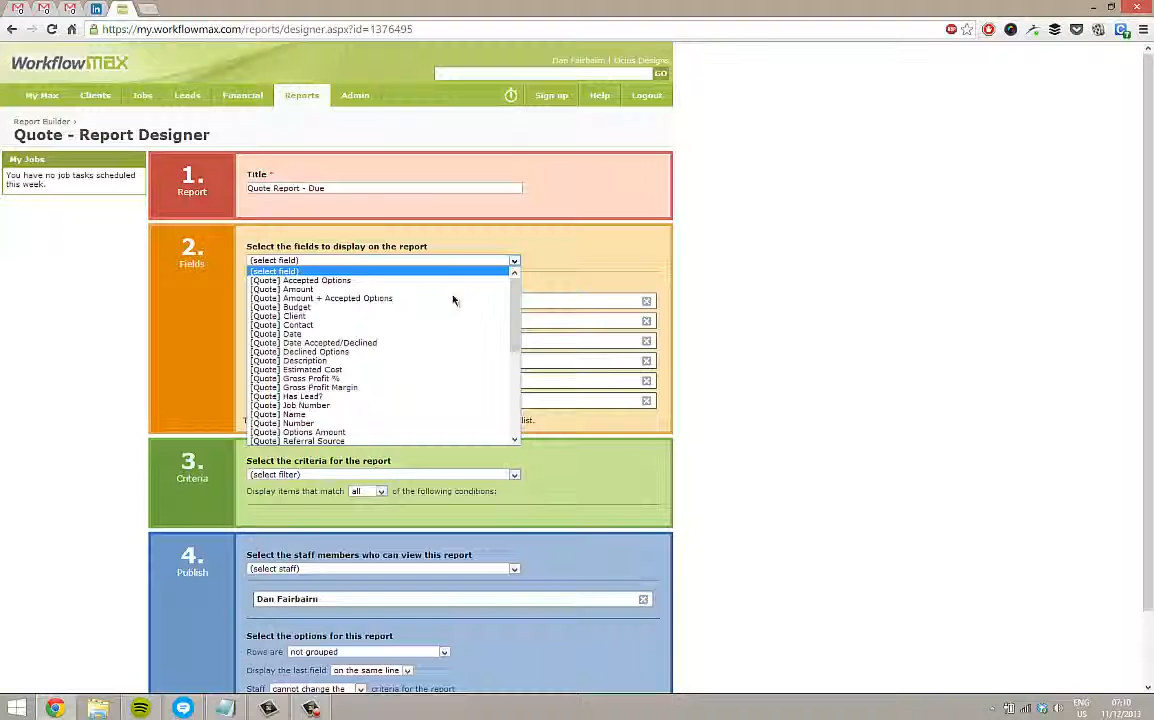 https://my.workflowmax.com/reports/designer.aspx?id=1376495
WorkflowMAX
Dan Fairbairn | Ocius Designs
GO
My Max Clients Jobs Leads Financial Reports Admin Sign up Help Logout
Report Builder >
Quote - Report Designer
My Jobs
You have no job tasks scheduled
this week.
1.
Report
Title *
Quote Report - Due
2.
Fields
Select the fields to display on the report
(select field)
(select field)
[Quote] Accepted Options
[Quote] Amount
[Quote] Amount + Accepted Options
[Quote] Budget
[Quote] Client
[Quote] Contact
[Quote] Date
[Quote] Date Accepted/Declined
[Quote] Declined Options
[Quote] Description
[Quote] Estimated Cost
[Quote] Gross Profit %
[Quote] Gross Profit Margin
[Quote] Has Lead?
[Quote] Job Number
[Quote] Name
[Quote] Number
[Quote] Options Amount
[Quote] Referral Source
T list.
3.
Criteria
Select the criteria for the report
(select filter)
Display items that match all of the following conditions:
4.
Publish
Select the staff members who can view this report
(select staff)
Dan Fairbairn
Select the options for this report
Rows are not grouped
Display the last field on the same line
Staff cannot change the criteria for the report
ENG
US
07:10
11/12/2013